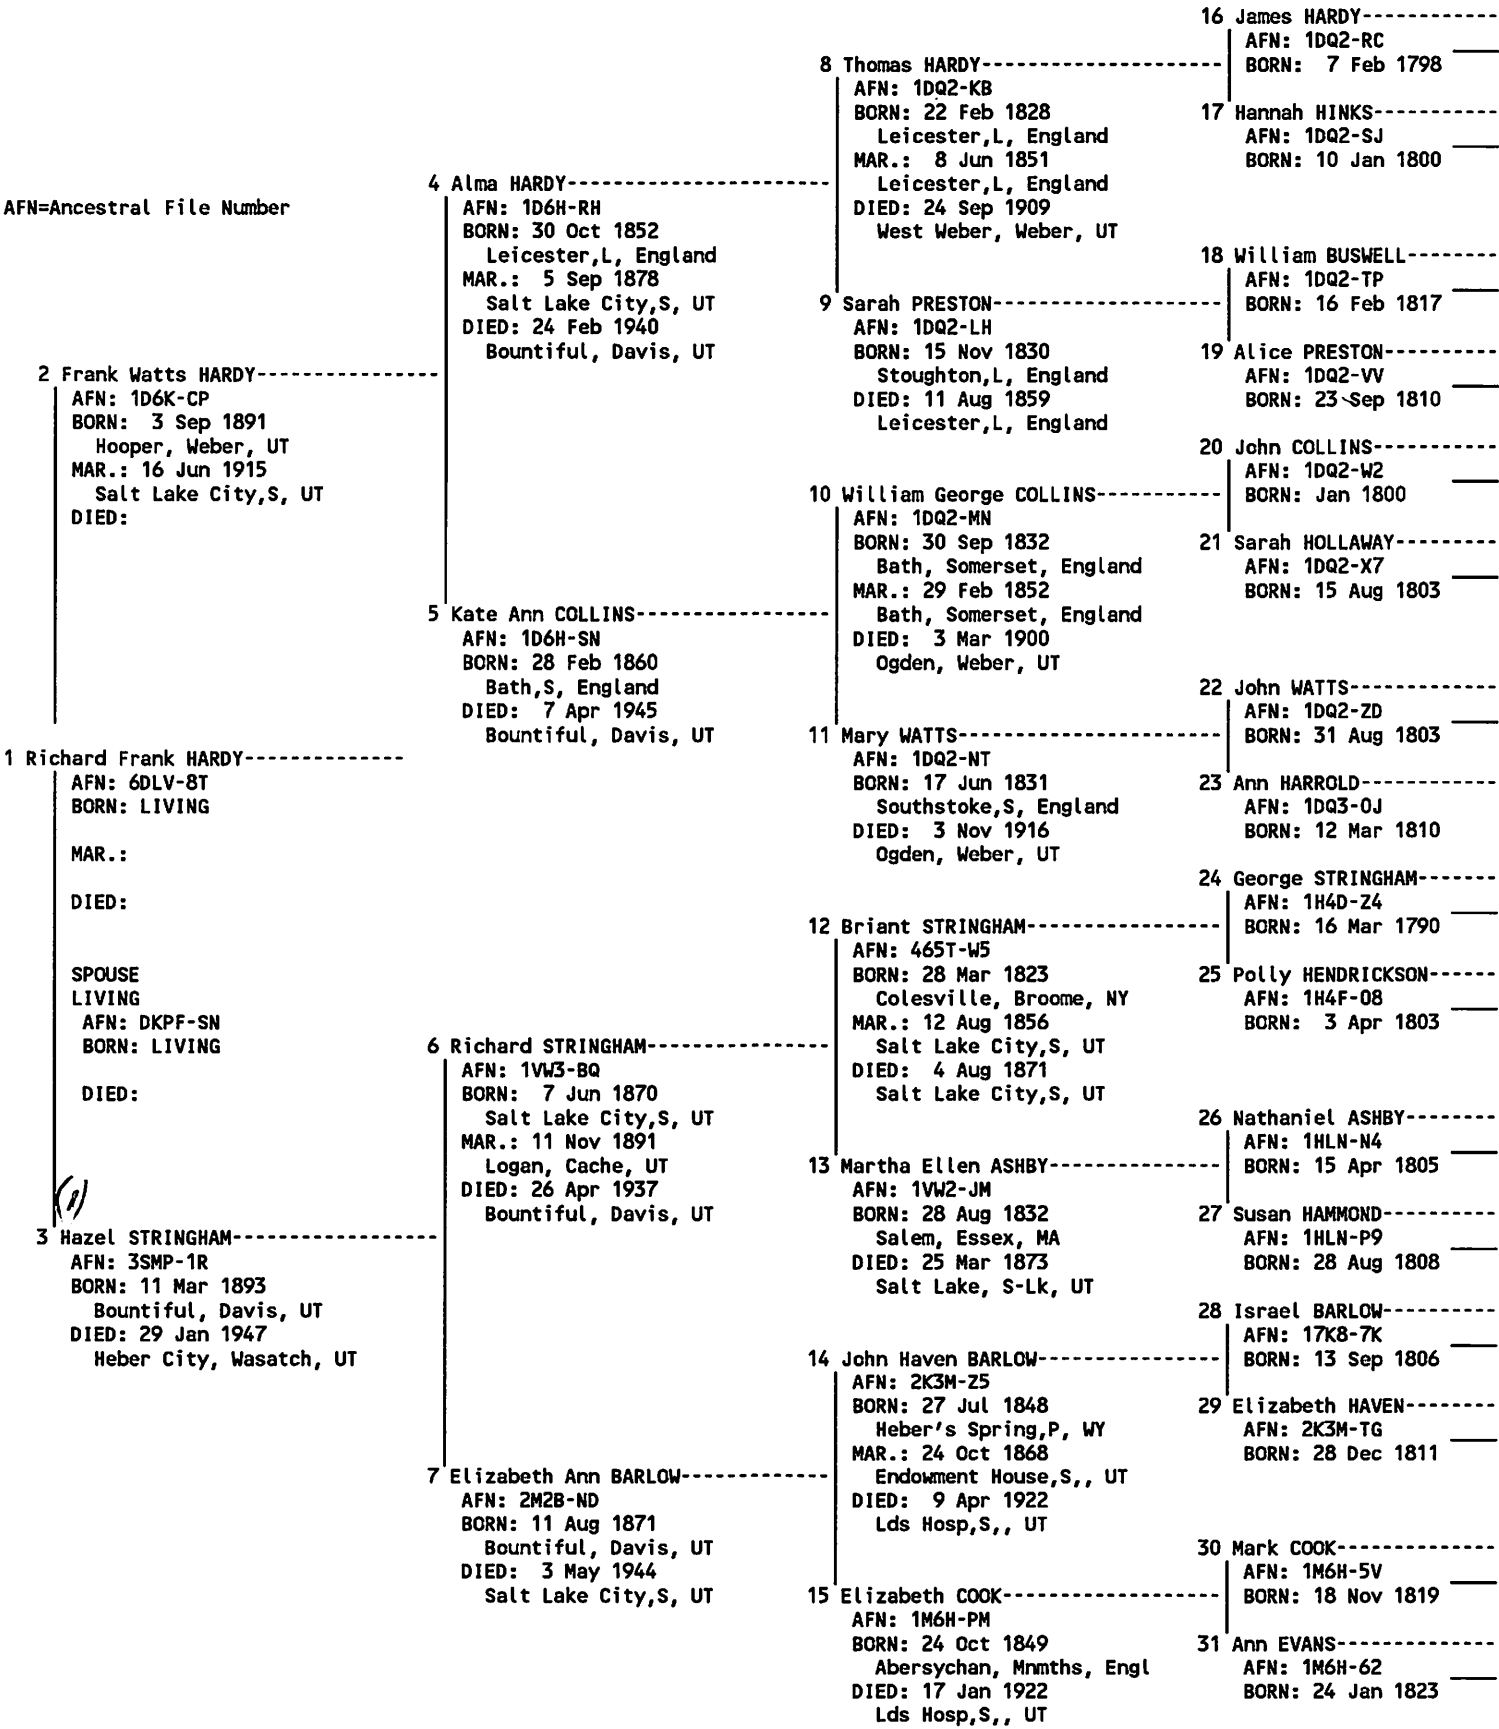 AFN=Ancestral File Number
1 Richard Frank HARDY--------------
AFN: 6DLV-8T
BORN: LIVING
MAR.:
DIED:
SPOUSE
LIVING
AFN: DKPF-SN
BORN: LIVING
DIED:
2 Frank Watts HARDY----------------
AFN: 1D6K-CP
BORN: 3 Sep 1891
Hooper, Weber, UT
MAR.: 16 Jun 1915
Salt Lake City,S, UT
DIED:
(1)
3 Hazel STRINGHAM------------------
AFN: 3SMP-1R
BORN: 11 Mar 1893
Bountiful, Davis, UT
DIED: 29 Jan 1947
Heber City, Wasatch, UT
4 Alma HARDY-----------------------
AFN: 1D6H-RH
BORN: 30 Oct 1852
Leicester,L, England
MAR.: 5 Sep 1878
Salt Lake City,S, UT
DIED: 24 Feb 1940
Bountiful, Davis, UT
5 Kate Ann COLLINS-----------------
AFN: 1D6H-SN
BORN: 28 Feb 1860
Bath,S, England
DIED: 7 Apr 1945
Bountiful, Davis, UT
6 Richard STRINGHAM----------------
AFN: 1VW3-BQ
BORN: 7 Jun 1870
Salt Lake City,S, UT
MAR.: 11 Nov 1891
Logan, Cache, UT
DIED: 26 Apr 1937
Bountiful, Davis, UT
7 Elizabeth Ann BARLOW-------------
AFN: 2M2B-ND
BORN: 11 Aug 1871
Bountiful, Davis, UT
DIED: 3 May 1944
Salt Lake City,S, UT
8 Thomas HARDY---------------------
AFN: 1DQ2-KB
BORN: 22 Feb 1828
Leicester,L, England
MAR.: 8 Jun 1851
Leicester,L, England
DIED: 24 Sep 1909
West Weber, Weber, UT
9 Sarah PRESTON--------------------
AFN: 1DQ2-LH
BORN: 15 Nov 1830
Stoughton,L, England
DIED: 11 Aug 1859
Leicester,L, England
10 William George COLLINS-----------
AFN: 1DQ2-MN
BORN: 30 Sep 1832
Bath, Somerset, England
MAR.: 29 Feb 1852
Bath, Somerset, England
DIED: 3 Mar 1900
Ogden, Weber, UT
11 Mary WATTS-----------------------
AFN: 1DQ2-NT
BORN: 17 Jun 1831
Southstoke,S, England
DIED: 3 Nov 1916
Ogden, Weber, UT
12 Briant STRINGHAM-----------------
AFN: 465T-W5
BORN: 28 Mar 1823
Colesville, Broome, NY
MAR.: 12 Aug 1856
Salt Lake City,S, UT
DIED: 4 Aug 1871
Salt Lake City,S, UT
13 Martha Ellen ASHBY---------------
AFN: 1VW2-JM
BORN: 28 Aug 1832
Salem, Essex, MA
DIED: 25 Mar 1873
Salt Lake, S-Lk, UT
14 John Haven BARLOW----------------
AFN: 2K3M-Z5
BORN: 27 Jul 1848
Heber's Spring,P, WY
MAR.: 24 Oct 1868
Endowment House,S,, UT
DIED: 9 Apr 1922
Lds Hosp,S,, UT
15 Elizabeth COOK-------------------
AFN: 1M6H-PM
BORN: 24 Oct 1849
Abersychan, Mnmths, Engl
DIED: 17 Jan 1922
Lds Hosp,S,, UT
16 James HARDY------------
AFN: 1DQ2-RC
BORN: 7 Feb 1798
17 Hannah HINKS-----------
AFN: 1DQ2-SJ
BORN: 10 Jan 1800
18 William BUSWELL--------
AFN: 1DQ2-TP
BORN: 16 Feb 1817
19 Alice PRESTON----------
AFN: 1DQ2-VV
BORN: 23 Sep 1810
20 John COLLINS-----------
AFN: 1DQ2-W2
BORN: Jan 1800
21 Sarah HOLLAWAY---------
AFN: 1DQ2-X7
BORN: 15 Aug 1803
22 John WATTS-------------
AFN: 1DQ2-ZD
BORN: 31 Aug 1803
23 Ann HARROLD------------
AFN: 1DQ3-0J
BORN: 12 Mar 1810
24 George STRINGHAM-------
AFN: 1H4D-Z4
BORN: 16 Mar 1790
25 Polly HENDRICKSON------
AFN: 1H4F-08
BORN: 3 Apr 1803
26 Nathaniel ASHBY--------
AFN: 1HLN-N4
BORN: 15 Apr 1805
27 Susan HAMMOND----------
AFN: 1HLN-P9
BORN: 28 Aug 1808
28 Israel BARLOW----------
AFN: 17K8-7K
BORN: 13 Sep 1806
29 Elizabeth HAVEN--------
AFN: 2K3M-TG
BORN: 28 Dec 1811
30 Mark COOK--------------
AFN: 1M6H-5V
BORN: 18 Nov 1819
31 Ann EVANS--------------
AFN: 1M6H-62
BORN: 24 Jan 1823